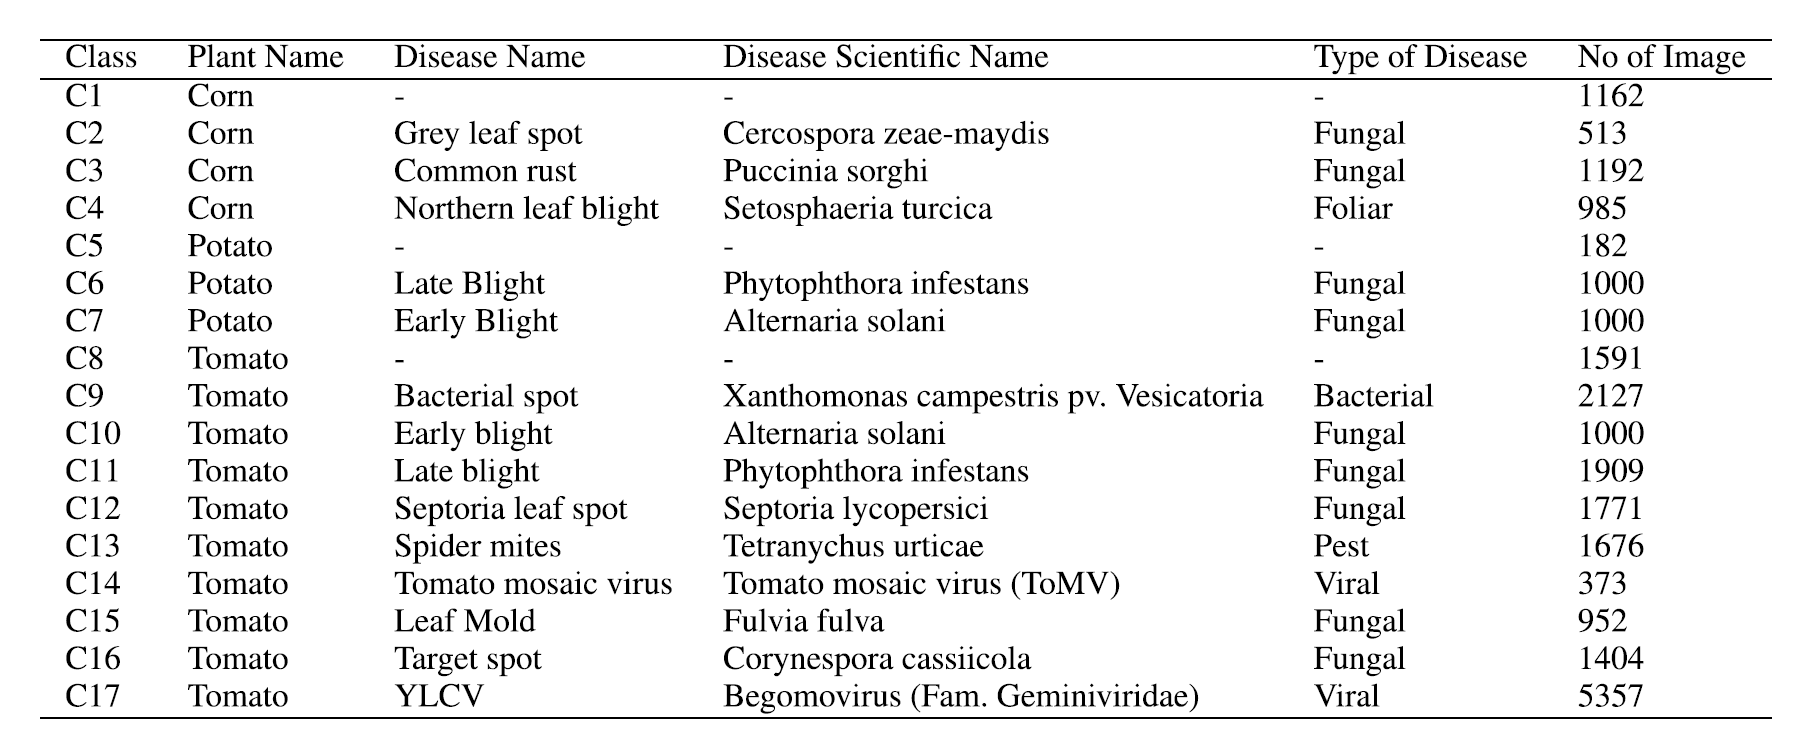 Class Plant Name Disease Name Disease Scientific Name Type of Disease No of Image
C1 Corn - - - 1162
C2 Corn Grey leaf spot Cercospora zeae-maydis Fungal 513
C3 Corn Common rust Puccinia sorghi Fungal 1192
C4 Corn Northern leaf blight Setosphaeria turcica Foliar 985
C5 Potato - - - 182
C6 Potato Late Blight Phytophthora infestans Fungal 1000
C7 Potato Early Blight Alternaria solani Fungal 1000
C8 Tomato - - - 1591
C9 Tomato Bacterial spot Xanthomonas campestris pv. Vesicatoria Bacterial 2127
C10 Tomato Early blight Alternaria solani Fungal 1000
C11 Tomato Late blight Phytophthora infestans Fungal 1909
C12 Tomato Septoria leaf spot Septoria lycopersici Fungal 1771
C13 Tomato Spider mites Tetranychus urticae Pest 1676
C14 Tomato Tomato mosaic virus Tomato mosaic virus (ToMV) Viral 373
C15 Tomato Leaf Mold Fulvia fulva Fungal 952
C16 Tomato Target spot Corynespora cassiicola Fungal 1404
C17 Tomato YLCV Begomovirus (Fam. Geminiviridae) Viral 5357